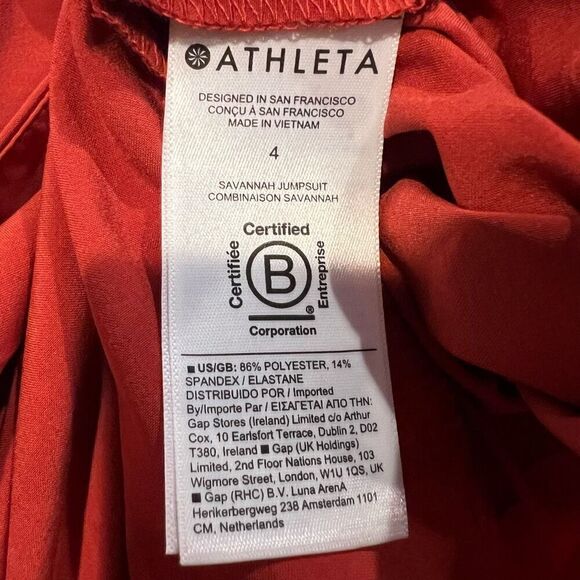 ATHLETA
DESIGNED IN SAN FRANCISCO
CONÇU À SAN FRANCISCO
MADE IN VIETNAM
4
SAVANNAH JUMPSUIT
COMBINAISON SAVANNAH
Certified
Certifiée
B
Entreprise
®
Corporation
■ US/GB: 86% POLYESTER, 14%
SPANDEX / ELASTANE
DISTRIBUIDO POR / Imported
By/Importe Par / ΕΙΣΑΓΕΤΑΙ ΑΠΟ ΤΗΝ:
Gap Stores (Ireland) Limited c/o Arthur
Cox, 10 Earlsfort Terrace, Dublin 2, D02
T380, Ireland ■ Gap (UK Holdings)
Limited, 2nd Floor Nations House, 103
Wigmore Street, London, W1U 1QS, UK
■ Gap (RHC) B.V. Luna ArenA
Herikerbergweg 238 Amsterdam 1101
CM, Netherlands